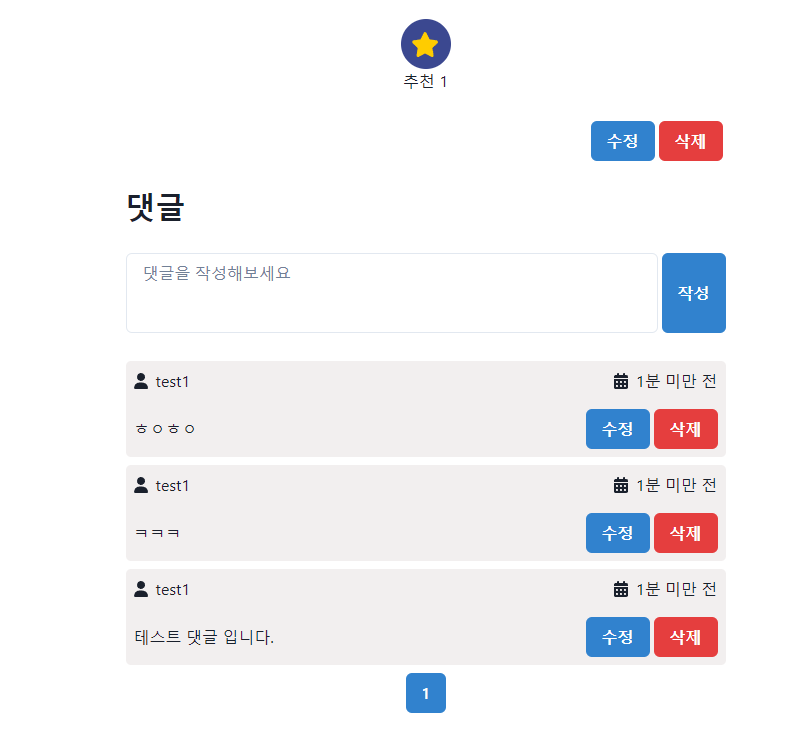 추천 1
수정 삭제
댓글
댓글을 작성해보세요
작성
test1 1분 미만 전
ㅎㅇㅎㅇ 수정 삭제
test1 1분 미만 전
ㅋㅋㅋ 수정 삭제
test1 1분 미만 전
테스트 댓글 입니다. 수정 삭제
1